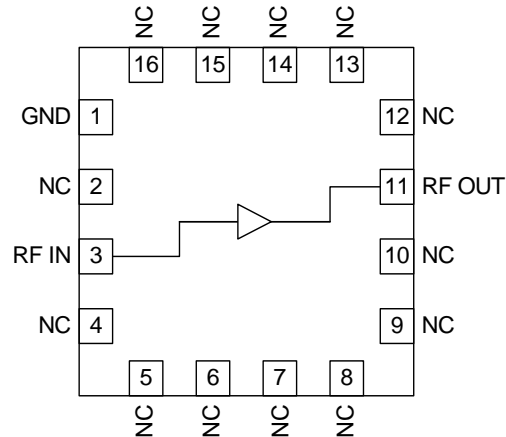 NC NC NC NC
16 15 14 13
GND 1 12 NC
NC 2 11 RF OUT
RF IN 3 10 NC
NC 4 9 NC
5 6 7 8
NC NC NC NC